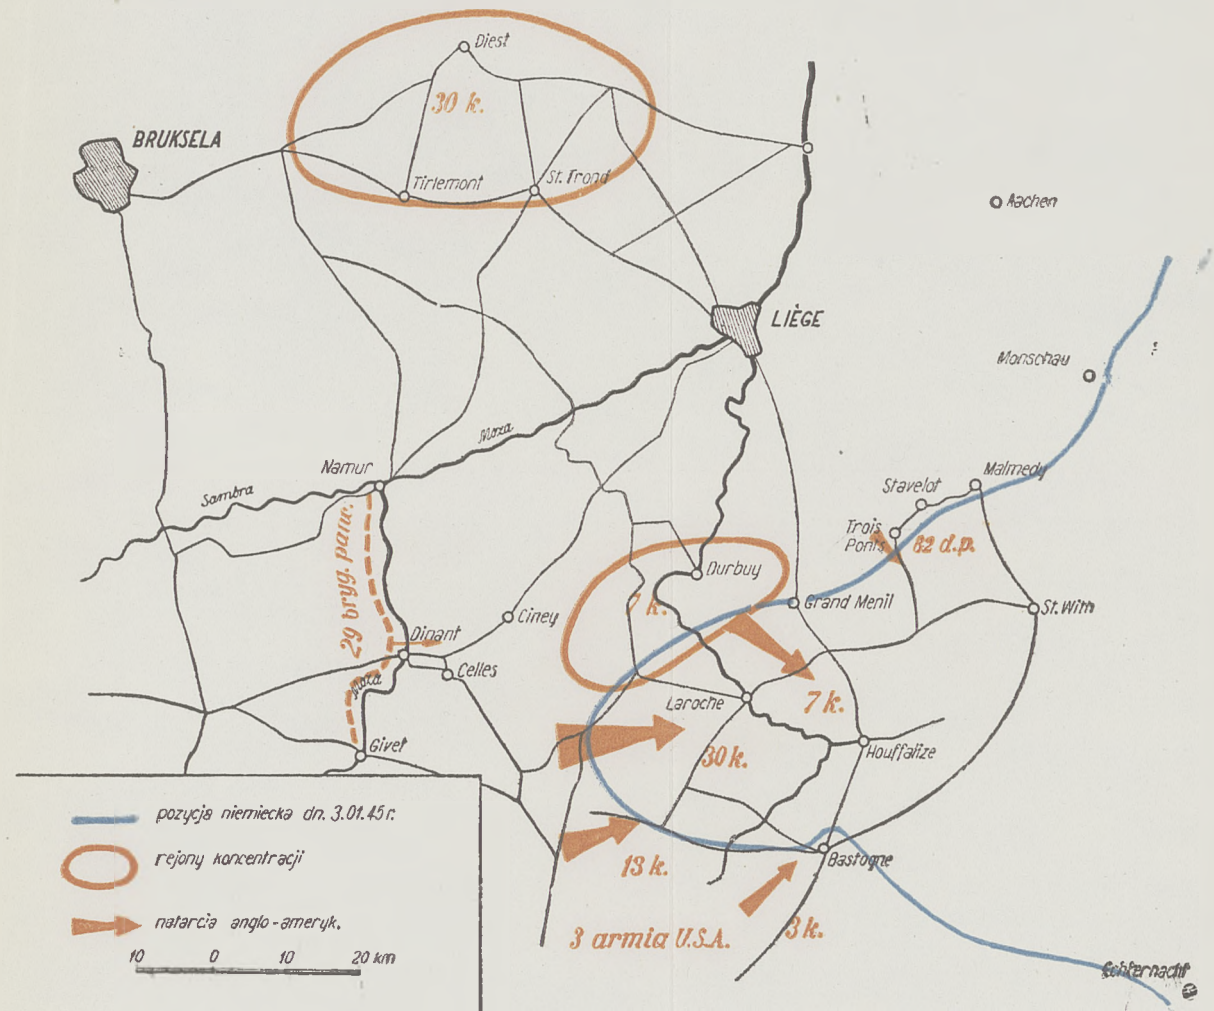 Diest
30 k.
BRUKSELA
Tirlemont
St. Trond
Aachen
LIÈGE
Monschau
Moza
Namur
Sambra
Malmedy
Stavelot
Trois
Ponts
82 d.p.
29 bryg. panc.
Durbuy
7 k.
Grand Menil
St. With
Ciney
Dinant
Celles
Moza
Laroche
7 k.
Givet
30 k.
Houffalize
pozycja niemiecka dn. 3.01.45 r.
rejony koncentracji
natarcia anglo-ameryk.
10 0 10 20 km
13 k.
Bastogne
3 armia U.S.A.
3 k.
Echternacht